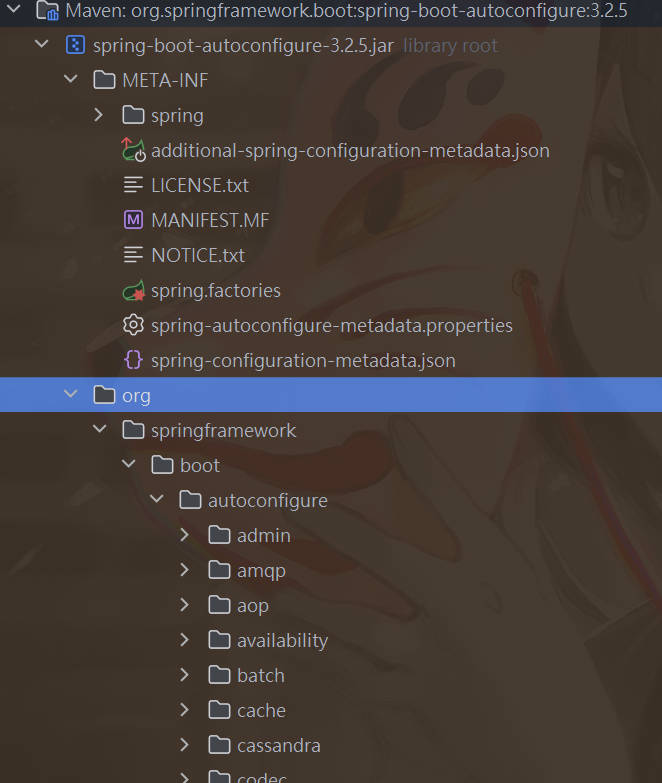 Maven: org.springframework.boot:spring-boot-autoconfigure:3.2.5
spring-boot-autoconfigure-3.2.5.jar library root
META-INF
spring
additional-spring-configuration-metadata.json
LICENSE.txt
MANIFEST.MF
NOTICE.txt
spring.factories
spring-autoconfigure-metadata.properties
spring-configuration-metadata.json
org
springframework
boot
autoconfigure
admin
amqp
aop
availability
batch
cache
cassandra
codec